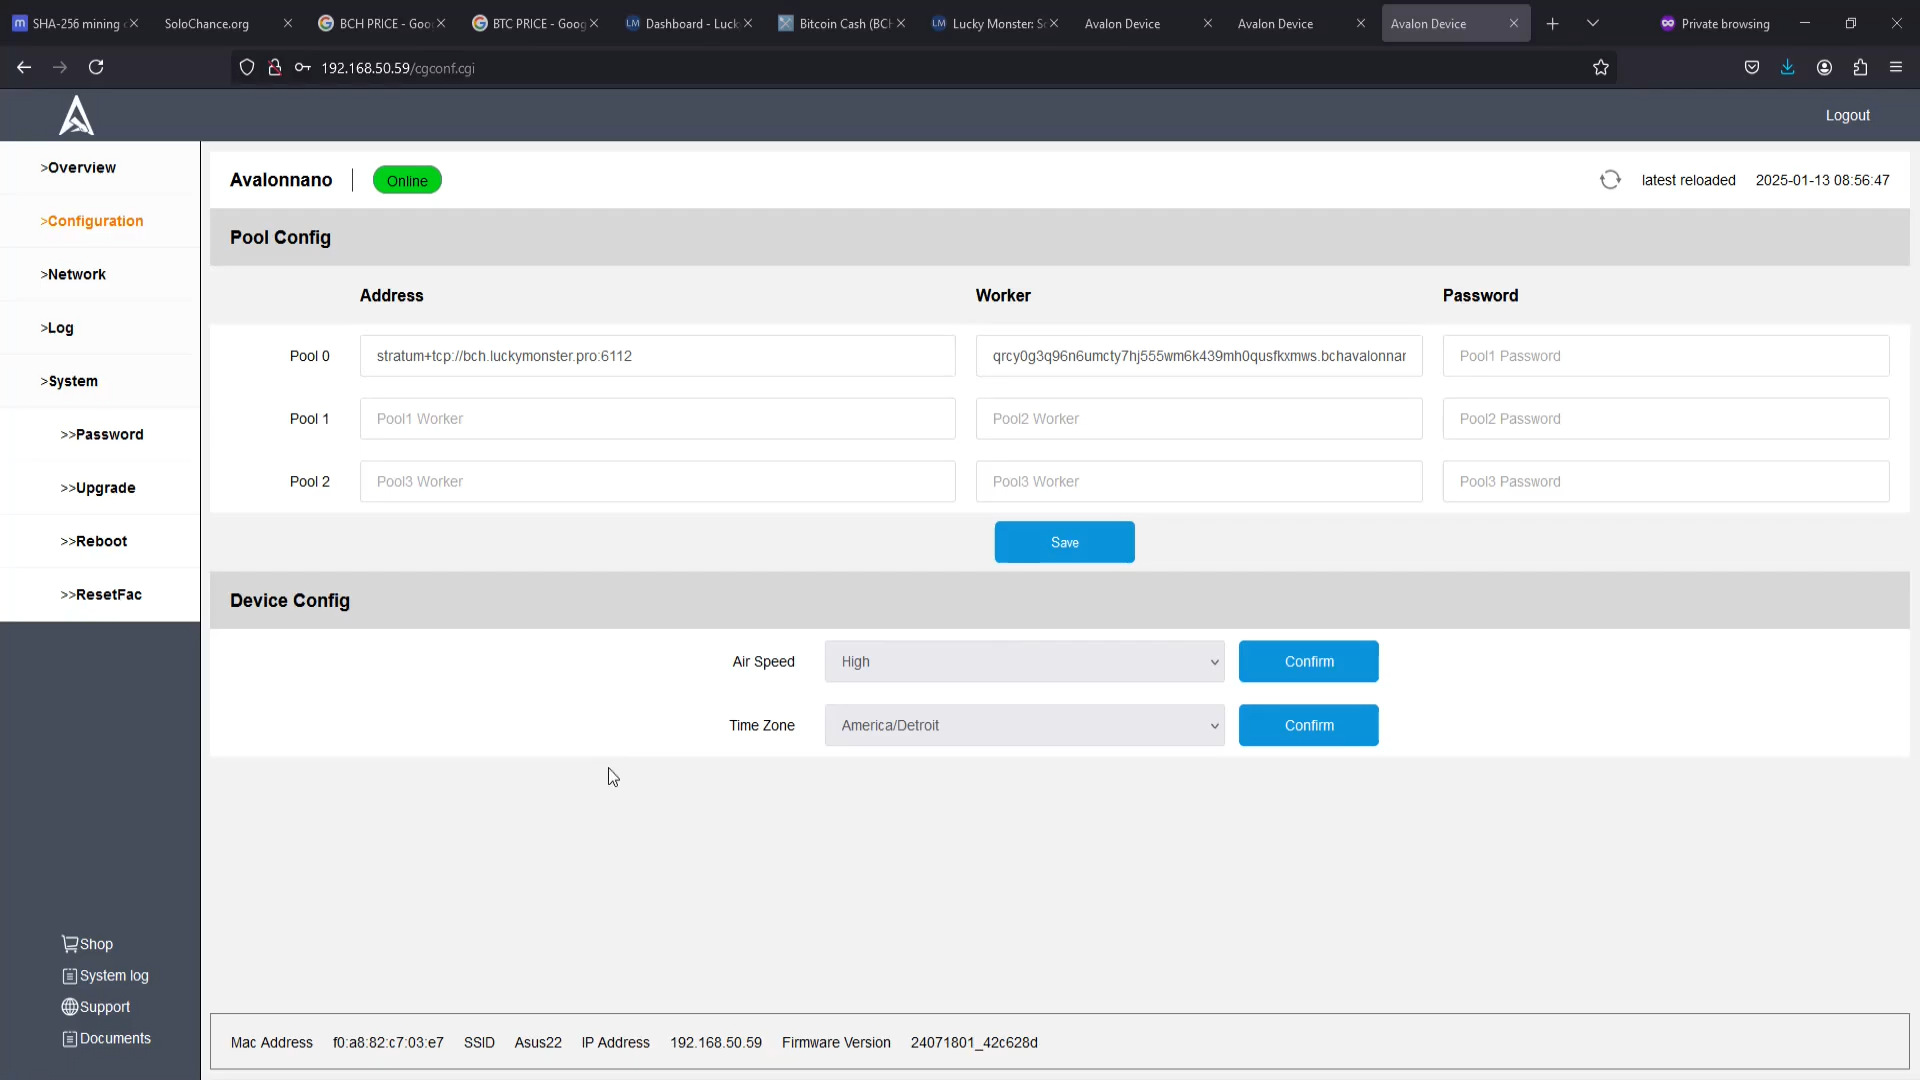 SHA-256 mining
SoloChance.org
BCH PRICE - Goo
BTC PRICE - Goog
Dashboard - Luck
Bitcoin Cash (BCH
Lucky Monster: So
Avalon Device
Avalon Device
Avalon Device
Private browsing
192.168.50.59/cgconf.cgi
Logout
>Overview
>Configuration
>Network
>Log
>System
>>Password
>>Upgrade
>>Reboot
>>ResetFac
Shop
System log
Support
Documents
Avalonnano
Online
latest reloaded 2025-01-13 08:56:47
Pool Config
Address Worker Password
Pool 0 stratum+tcp://bch.luckymonster.pro:6112 qrcy0g3q96n6umcty7hj555wm6k439mh0qusfkxmws.bchavalonnar Pool1 Password
Pool 1 Pool1 Worker Pool2 Worker Pool2 Password
Pool 2 Pool3 Worker Pool3 Worker Pool3 Password
Save
Device Config
Air Speed High Confirm
Time Zone America/Detroit Confirm
Mac Address f0:a8:82:c7:03:e7 SSID Asus22 IP Address 192.168.50.59 Firmware Version 24071801_42c628d